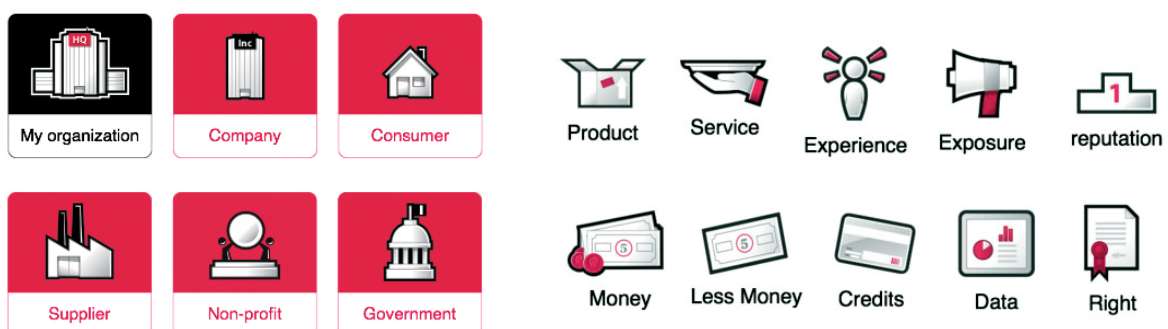 HQ
Inc
My organization
Company
Consumer
Product
Service
Experience
Exposure
1
reputation
Supplier
Non-profit
Government
5
5
Money
Less Money
Credits
Data
Right